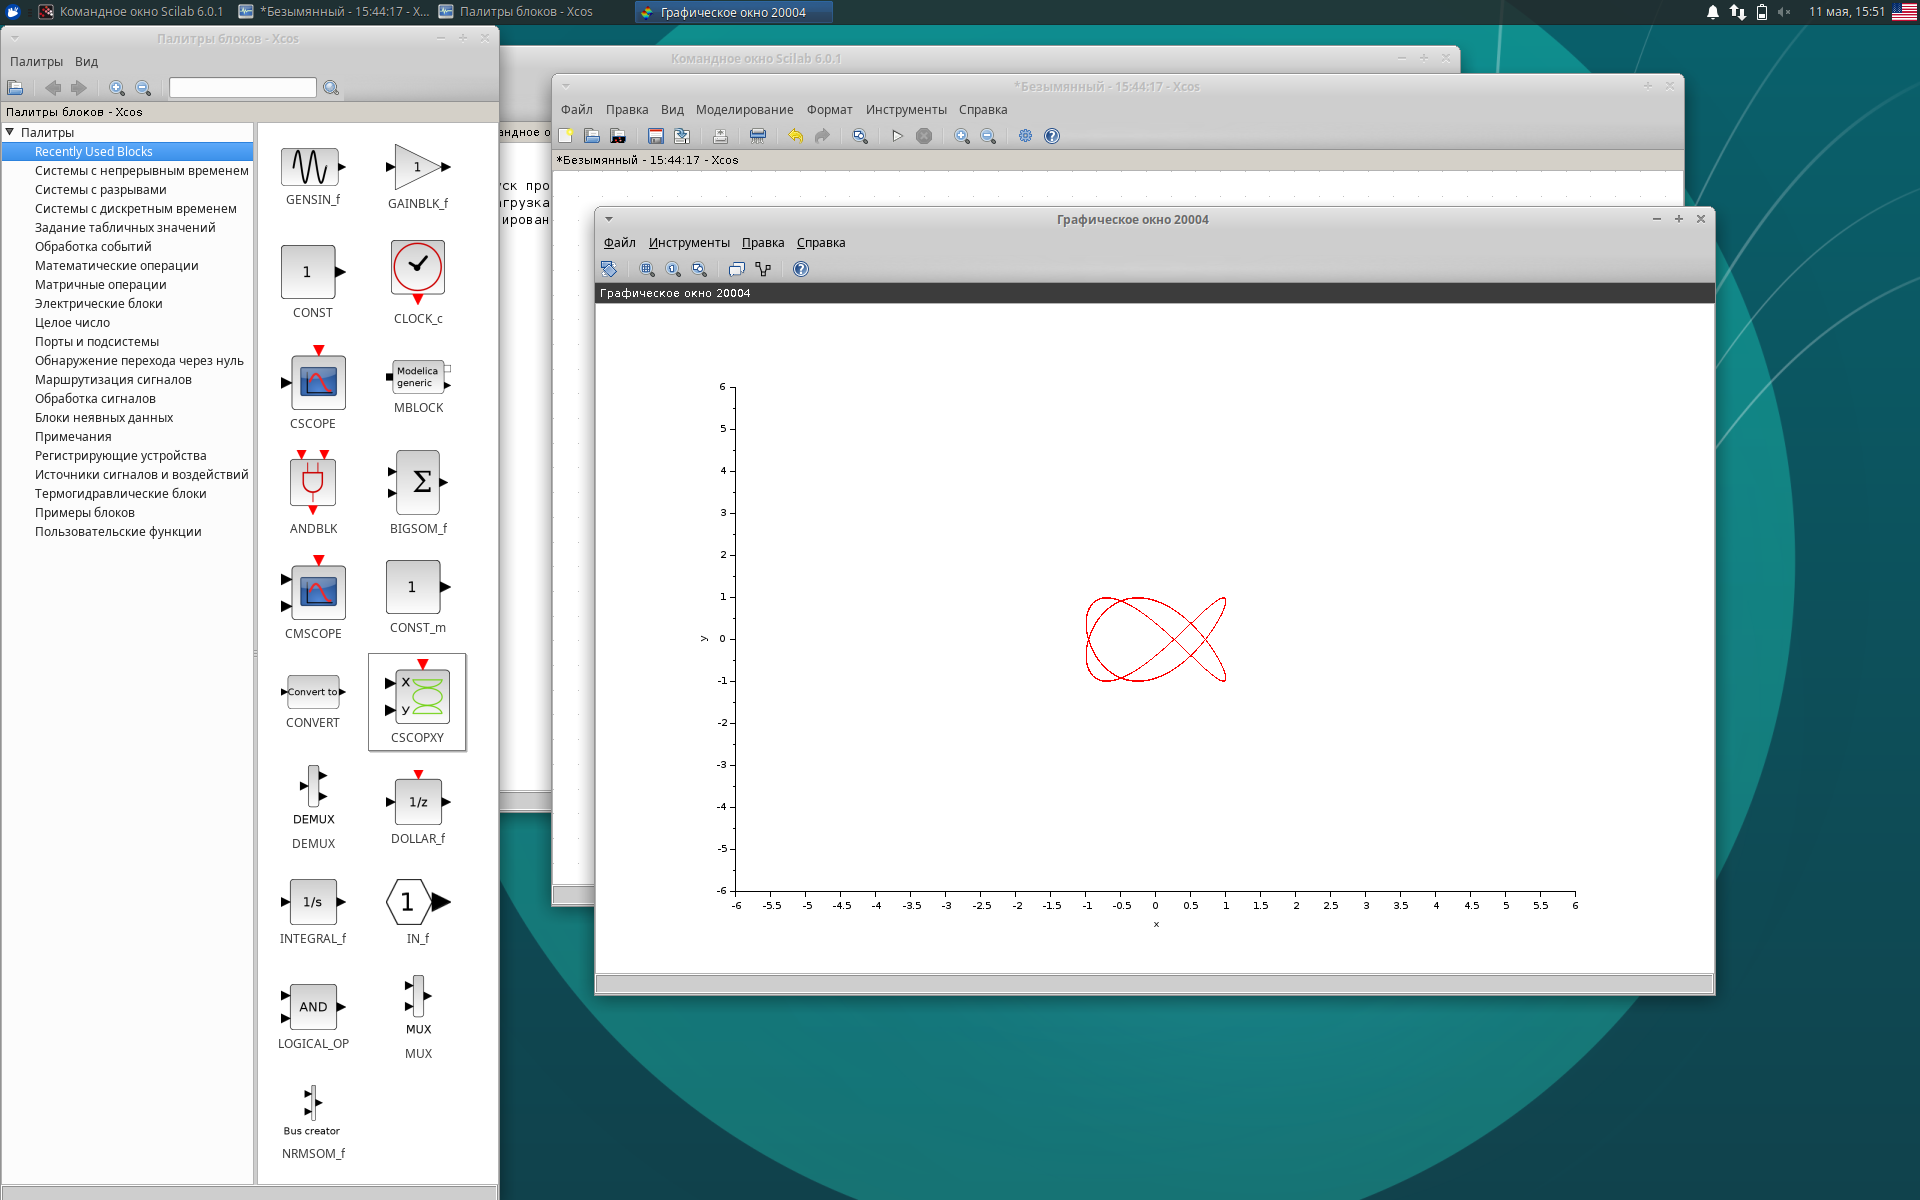 Командное окно Scilab 6.0.1
*Безымянный - 15:44:17 - X...
Палитры блоков - Xcos
Графическое окно 20004
11 мая, 15:51
Палитры блоков - Xcos
Палитры Вид
Палитры блоков - Xcos
Палитры
Recently Used Blocks
Системы с непрерывным временем
Системы с разрывами
Системы с дискретным временем
Задание табличных значений
Обработка событий
Математические операции
Матричные операции
Электрические блоки
Целое число
Порты и подсистемы
Обнаружение перехода через нуль
Маршрутизация сигналов
Обработка сигналов
Блоки неявных данных
Примечания
Регистрирующие устройства
Источники сигналов и воздействий
Термогидравлические блоки
Примеры блоков
Пользовательские функции
GENSIN_f
1
GAINBLK_f
1
CONST
CLOCK_c
CSCOPE
Modelica
generic
MBLOCK
ANDBLK
Σ
BIGSOM_f
CMSCOPE
1
CONST_m
Convert to
CONVERT
X
y
CSCOPXY
DEMUX
DEMUX
1/z
DOLLAR_f
1/s
INTEGRAL_f
1
IN_f
AND
LOGICAL_OP
MUX
MUX
Bus creator
NRMSOM_f
Командное окно Scilab 6.0.1
андное о
ск про
агрузка
ирован
*Безымянный - 15:44:17 - Xcos
Файл Правка Вид Моделирование Формат Инструменты Справка
*Безымянный - 15:44:17 - Xcos
Графическое окно 20004
Файл Инструменты Правка Справка
Графическое окно 20004
6
5
4
3
2
1
y
0
-1
-2
-3
-4
-5
-6
-6 -5.5 -5 -4.5 -4 -3.5 -3 -2.5 -2 -1.5 -1 -0.5 0 0.5 1 1.5 2 2.5 3 3.5 4 4.5 5 5.5 6
x